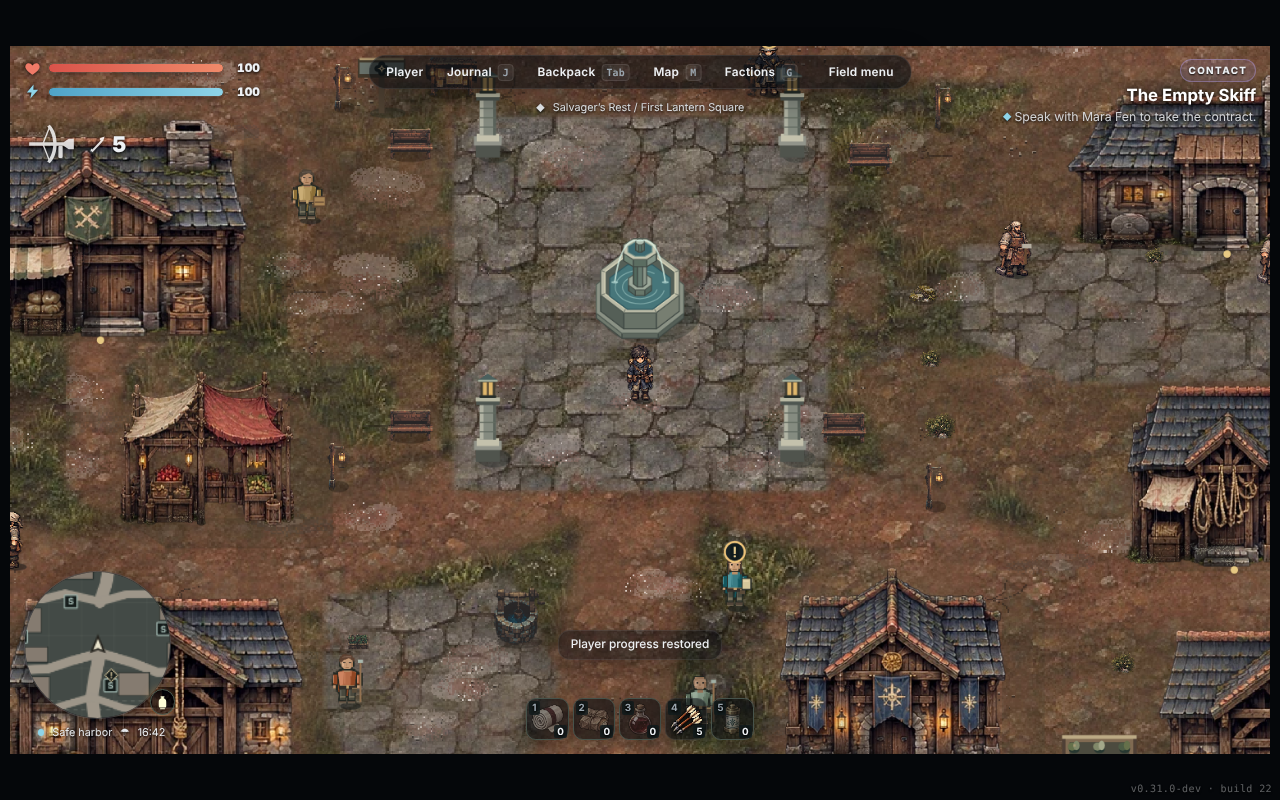 100
100
5
Player
Journal J
Backpack Tab
Map M
Factions G
Field menu
Salvager's Rest / First Lantern Square
CONTACT
The Empty Skiff
Speak with Mara Fen to take the contract.
!
S
S
S
Player progress restored
1 0
2 0
3 0
4 5
5 0
Safe harbor 16:42
v0.31.0-dev · build 22